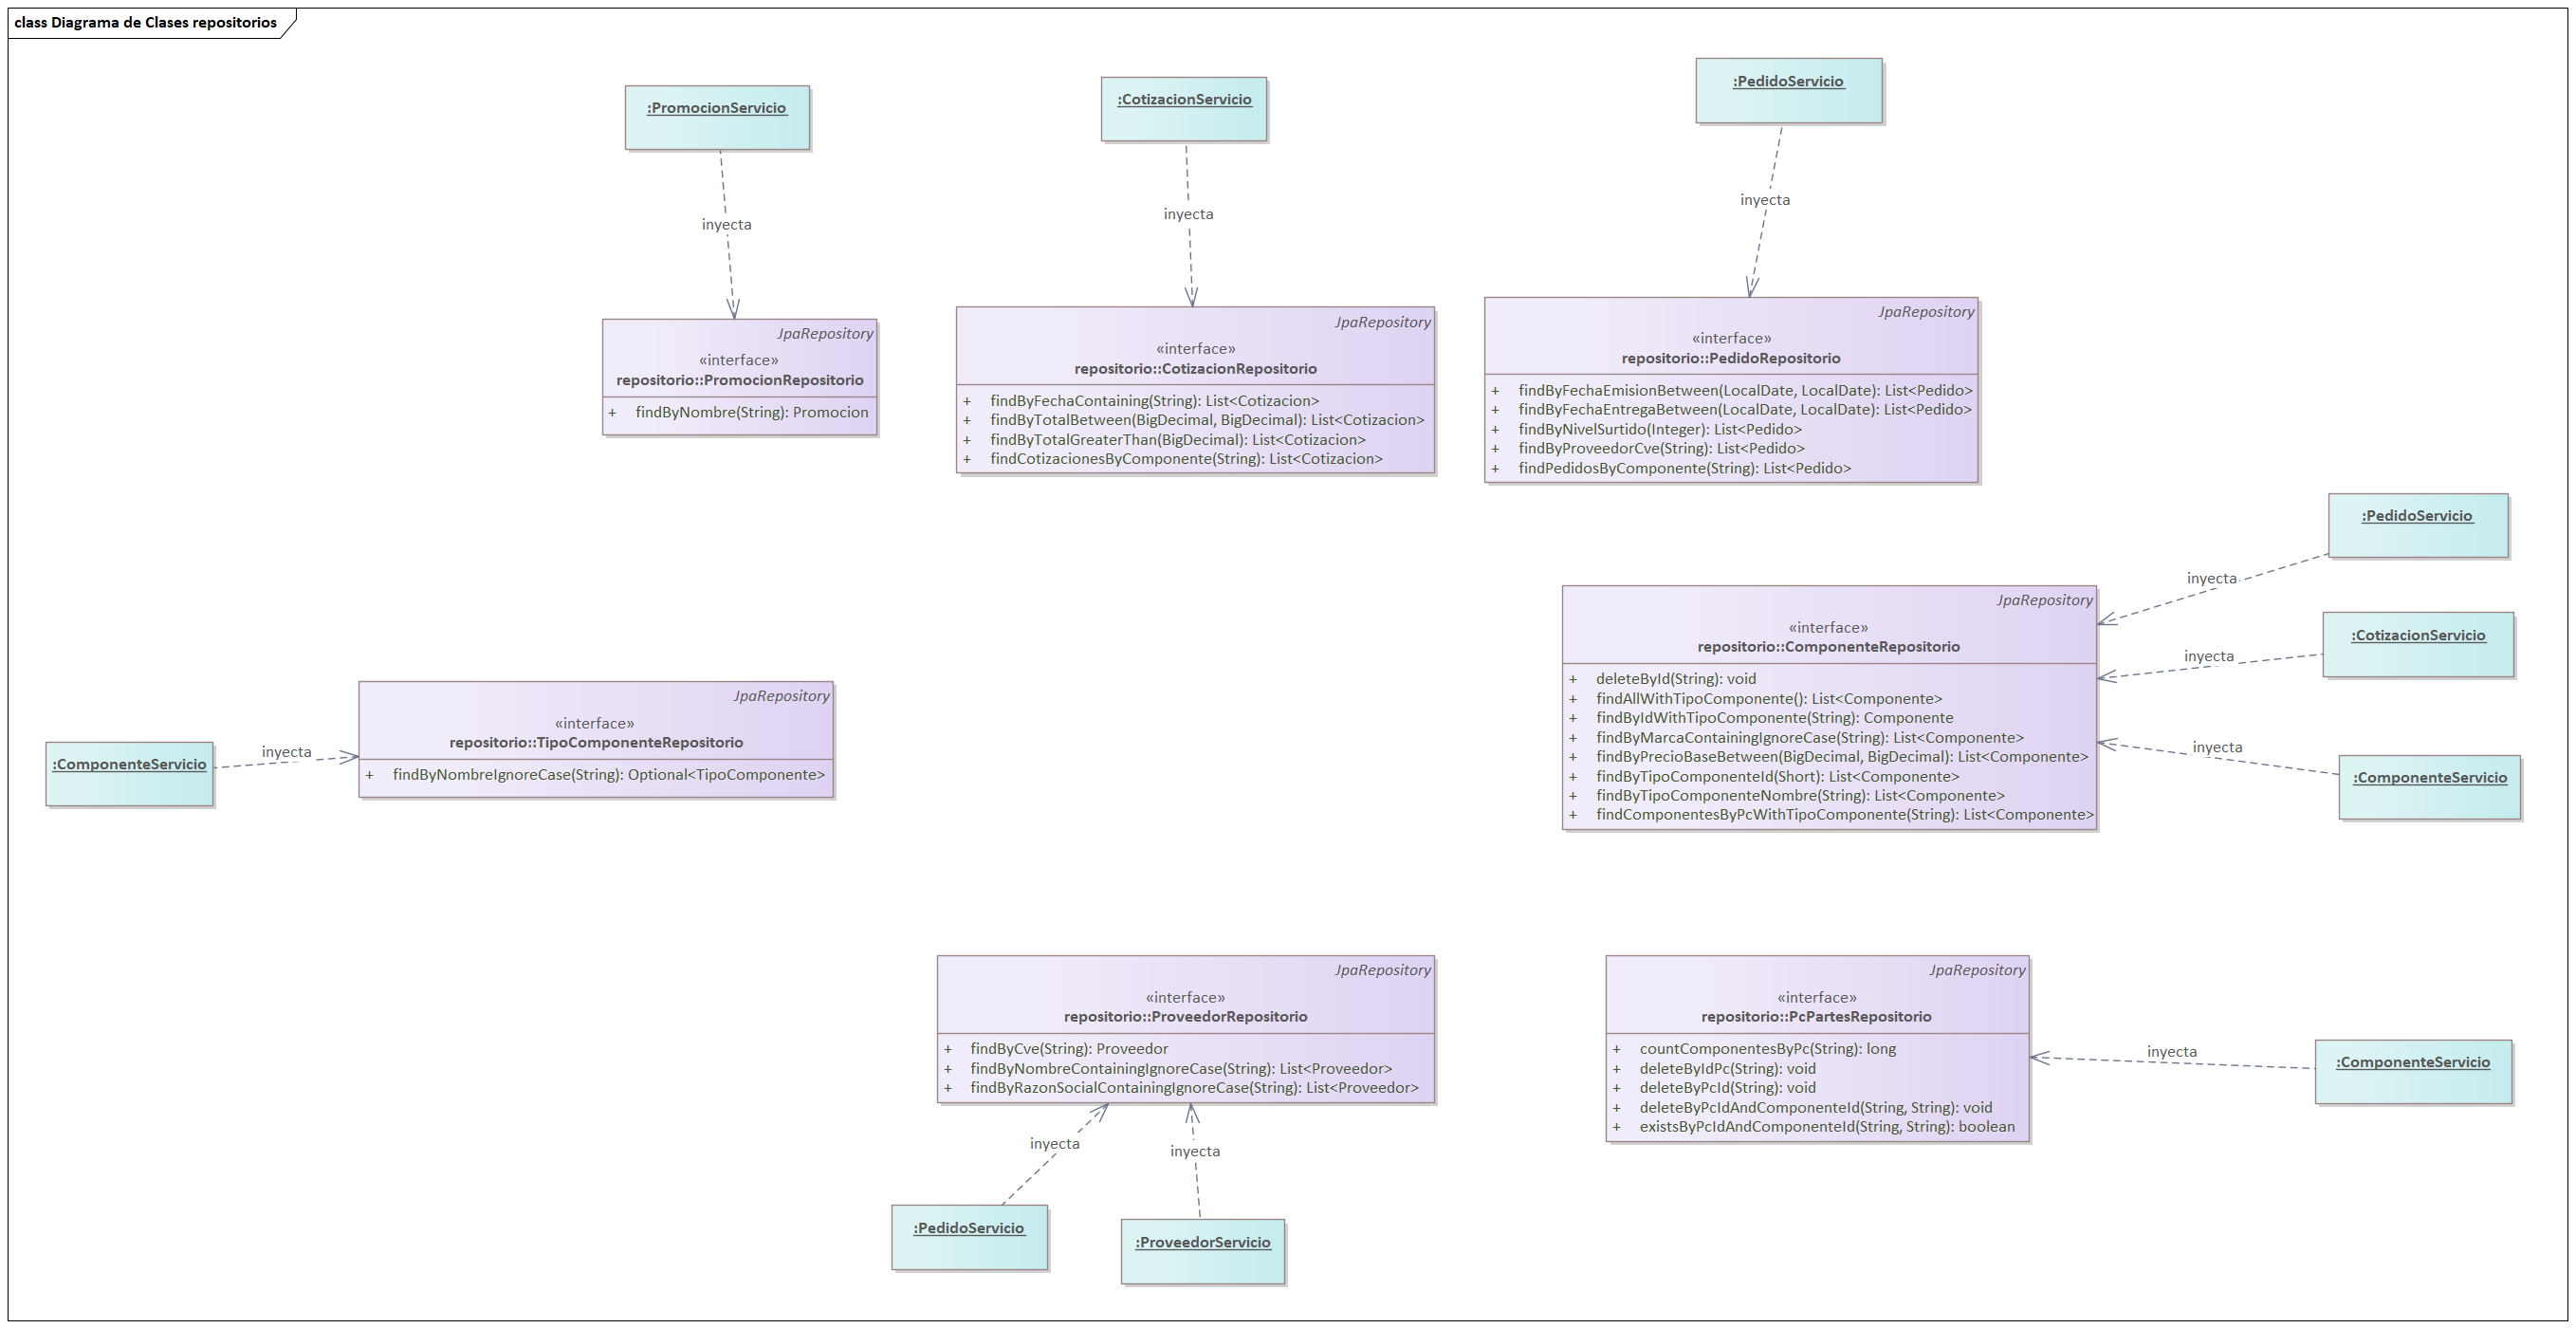 class Diagrama de Clases repositorios
:PromocionServicio
:CotizacionServicio
:PedidoServicio
inyecta
inyecta
inyecta
JpaRepository
«interface»
repositorio::PromocionRepositorio
+ findByNombre(String): Promocion
JpaRepository
«interface»
repositorio::CotizacionRepositorio
+ findByFechaContaining(String): List<Cotizacion>
+ findByTotalBetween(BigDecimal, BigDecimal): List<Cotizacion>
+ findByTotalGreaterThan(BigDecimal): List<Cotizacion>
+ findCotizacionesByComponente(String): List<Cotizacion>
JpaRepository
«interface»
repositorio::PedidoRepositorio
+ findByFechaEmisionBetween(LocalDate, LocalDate): List<Pedido>
+ findByFechaEntregaBetween(LocalDate, LocalDate): List<Pedido>
+ findByNivelSurtido(Integer): List<Pedido>
+ findByProveedorCve(String): List<Pedido>
+ findPedidosByComponente(String): List<Pedido>
:ComponenteServicio
inyecta
JpaRepository
«interface»
repositorio::TipoComponenteRepositorio
+ findByNombreIgnoreCase(String): Optional<TipoComponente>
JpaRepository
«interface»
repositorio::ComponenteRepositorio
+ deleteById(String): void
+ findAllWithTipoComponente(): List<Componente>
+ findByIdWithTipoComponente(String): Componente
+ findByMarcaContainingIgnoreCase(String): List<Componente>
+ findByPrecioBaseBetween(BigDecimal, BigDecimal): List<Componente>
+ findByTipoComponenteId(Short): List<Componente>
+ findByTipoComponenteNombre(String): List<Componente>
+ findComponentesByPcWithTipoComponente(String): List<Componente>
:PedidoServicio
inyecta
:CotizacionServicio
inyecta
inyecta
:ComponenteServicio
JpaRepository
«interface»
repositorio::ProveedorRepositorio
+ findByCve(String): Proveedor
+ findByNombreContainingIgnoreCase(String): List<Proveedor>
+ findByRazonSocialContainingIgnoreCase(String): List<Proveedor>
inyecta
inyecta
:PedidoServicio
:ProveedorServicio
JpaRepository
«interface»
repositorio::PcPartesRepositorio
+ countComponentesByPc(String): long
+ deleteByIdPc(String): void
+ deleteByPcId(String): void
+ deleteByPcIdAndComponenteId(String, String): void
+ existsByPcIdAndComponenteId(String, String): boolean
inyecta
:ComponenteServicio